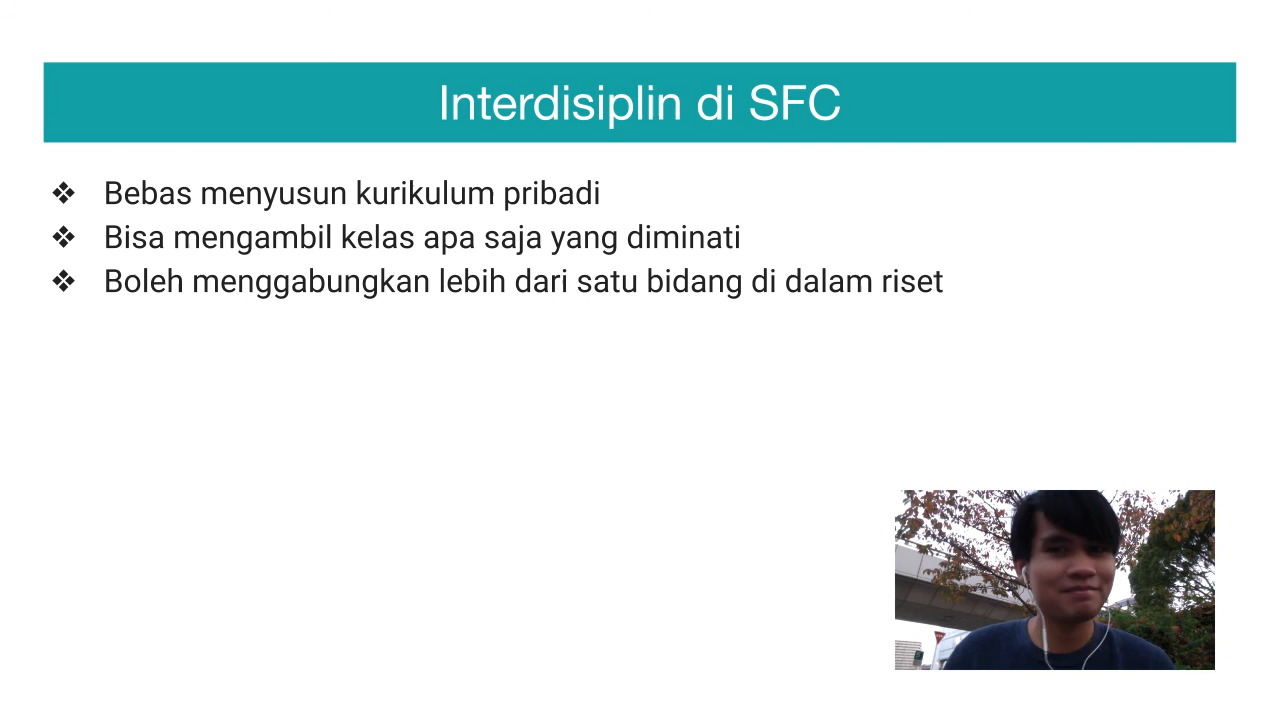 Interdisiplin di SFC
❖ Bebas menyusun kurikulum pribadi
❖ Bisa mengambil kelas apa saja yang diminati
❖ Boleh menggabungkan lebih dari satu bidang di dalam riset